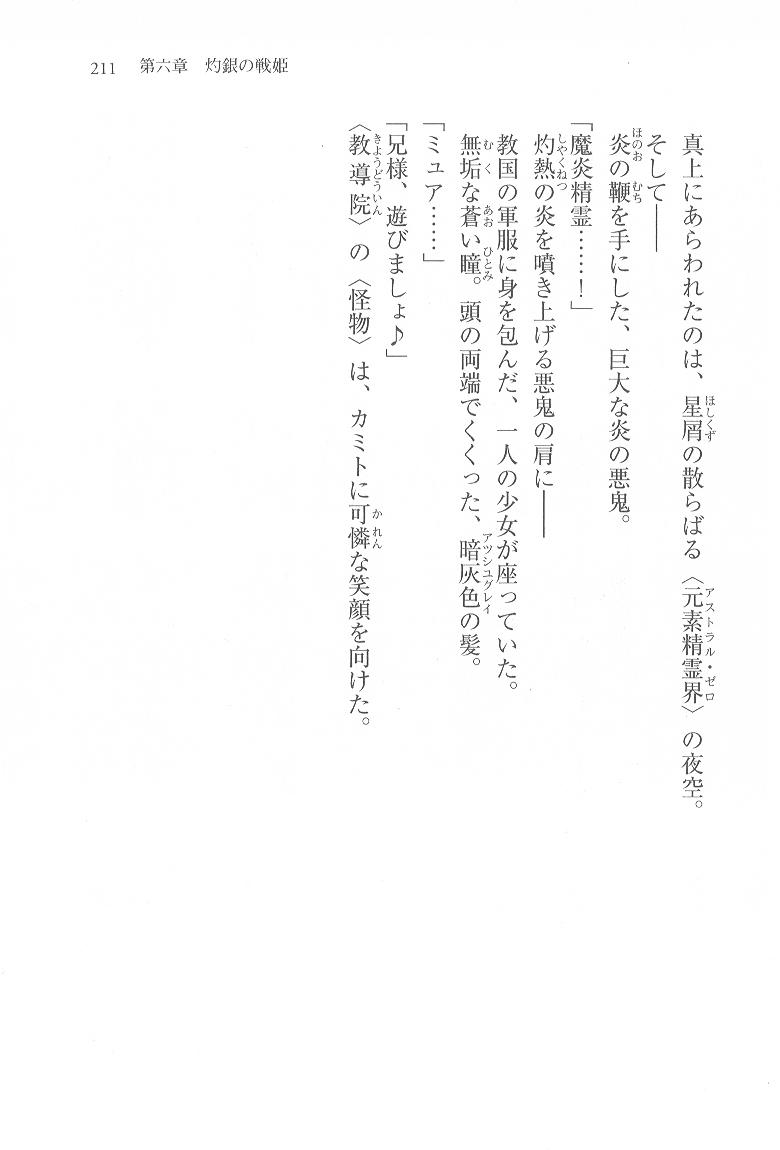 211 第六章 灼銀の戦姫
真上にあらわれたのは、星屑の散らばる〈元素精霊界〉の夜空。
ほしくず
アストラル・ゼロ
そして――
炎の鞭を手にした、巨大な炎の悪鬼。
ほのお
むち
「魔炎精霊……！」
灼熱の炎を噴き上げる悪鬼の肩に――
しやくねつ
教国の軍服に身を包んだ、一人の少女が座っていた。
無垢な蒼い瞳。頭の両端でくくった、暗灰色の髪。
むく
あお
ひとみ
アツシユグレイ
「ミュア……」
「兄様、遊びましょ♪」
〈教導院〉の〈怪物〉は、カミトに可憐な笑顔を向けた。
きようどういん
かれん